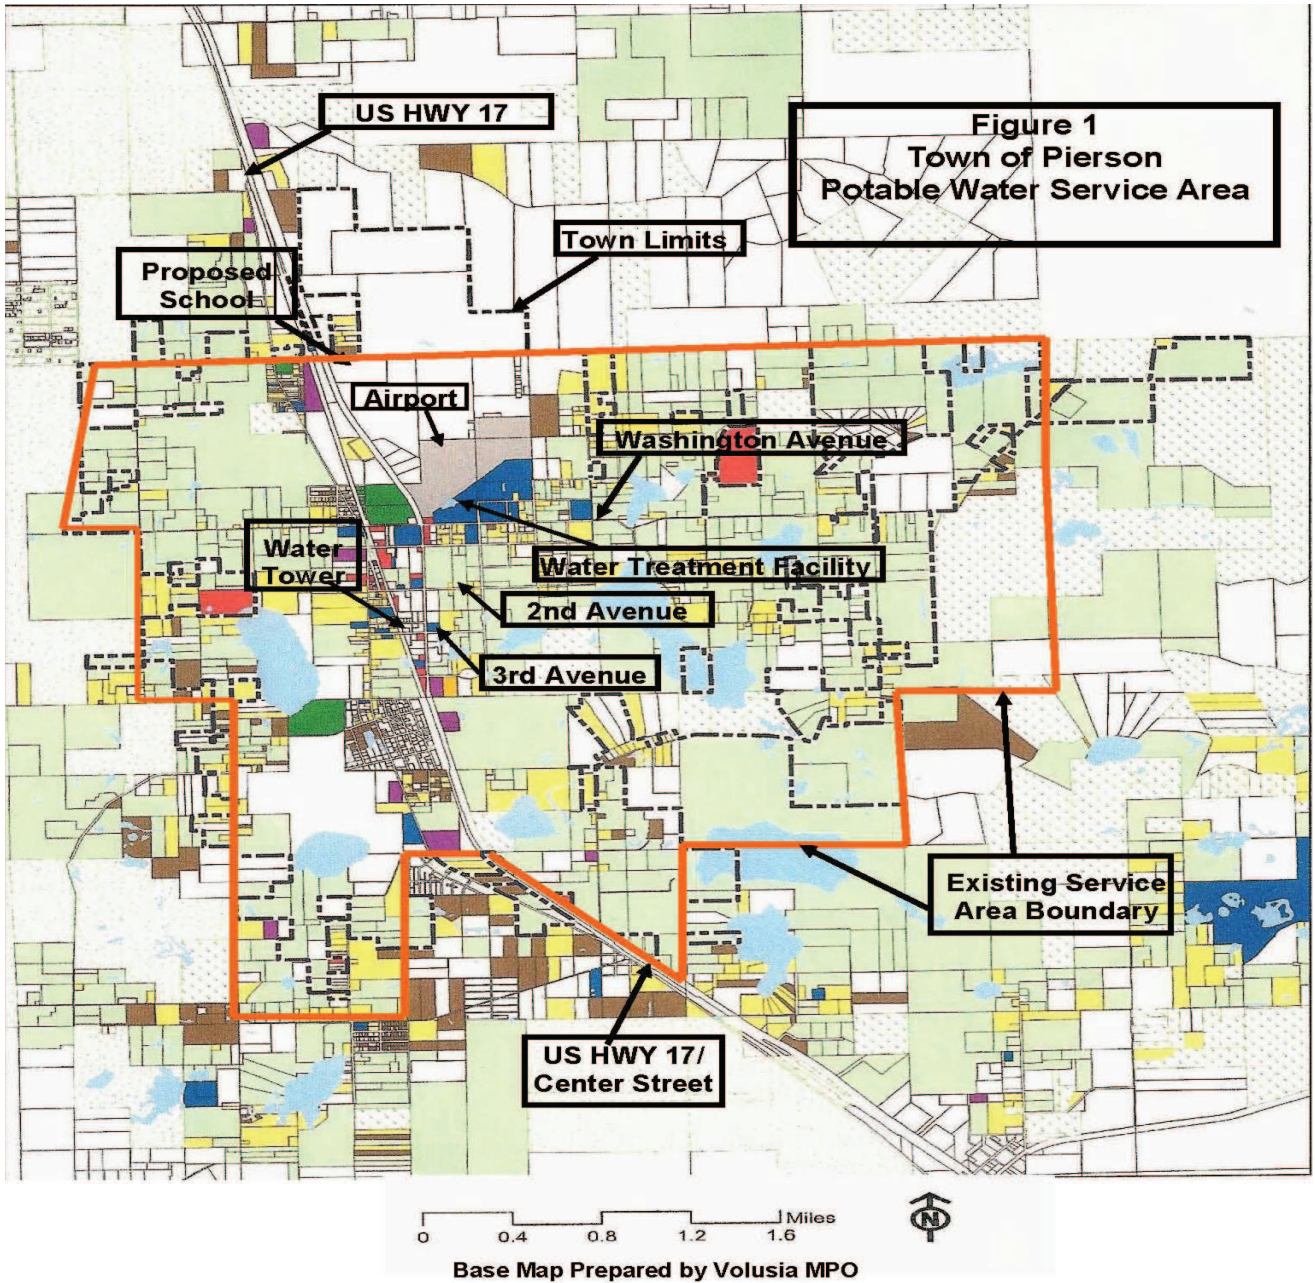 US HWY 17
Figure 1
Town of Pierson
Potable Water Service Area
Town Limits
Proposed
School
Airport
Washington Avenue
Water
Tower
Water Treatment Facility
2nd Avenue
3rd Avenue
Existing Service
Area Boundary
US HWY 17/
Center Street
Miles
0 0.4 0.8 1.2 1.6
N
Base Map Prepared by Volusia MPO